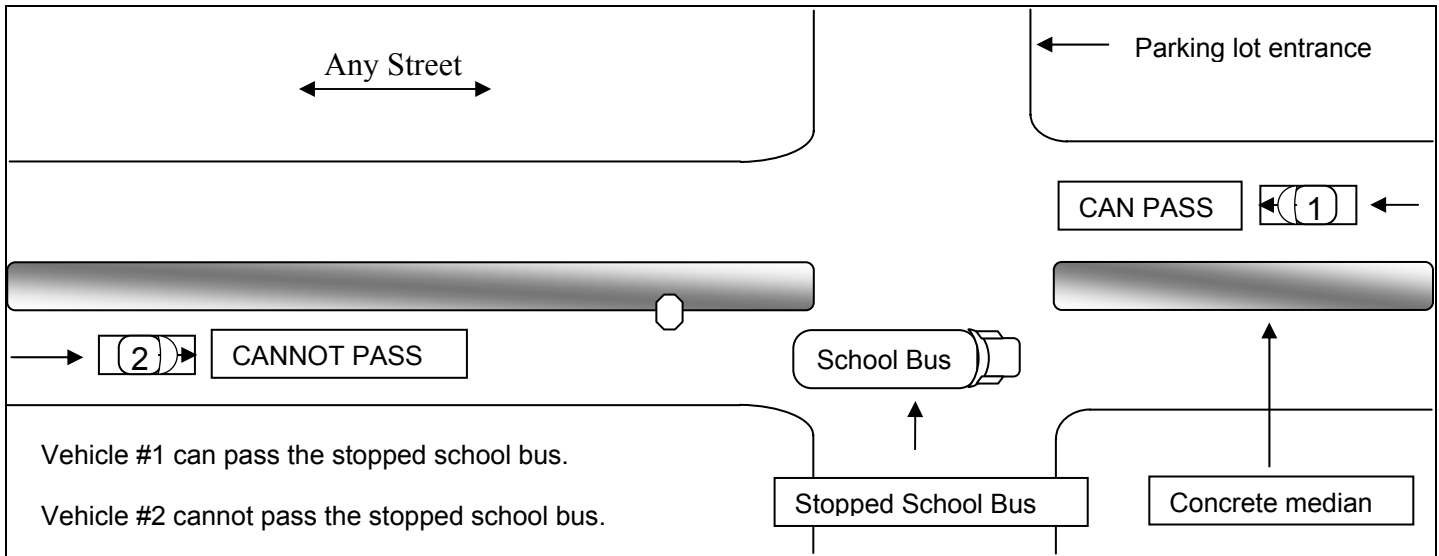 Any Street
Parking lot entrance
CAN PASS
1
2
CANNOT PASS
School Bus
Vehicle #1 can pass the stopped school bus.
Vehicle #2 cannot pass the stopped school bus.
Stopped School Bus
Concrete median